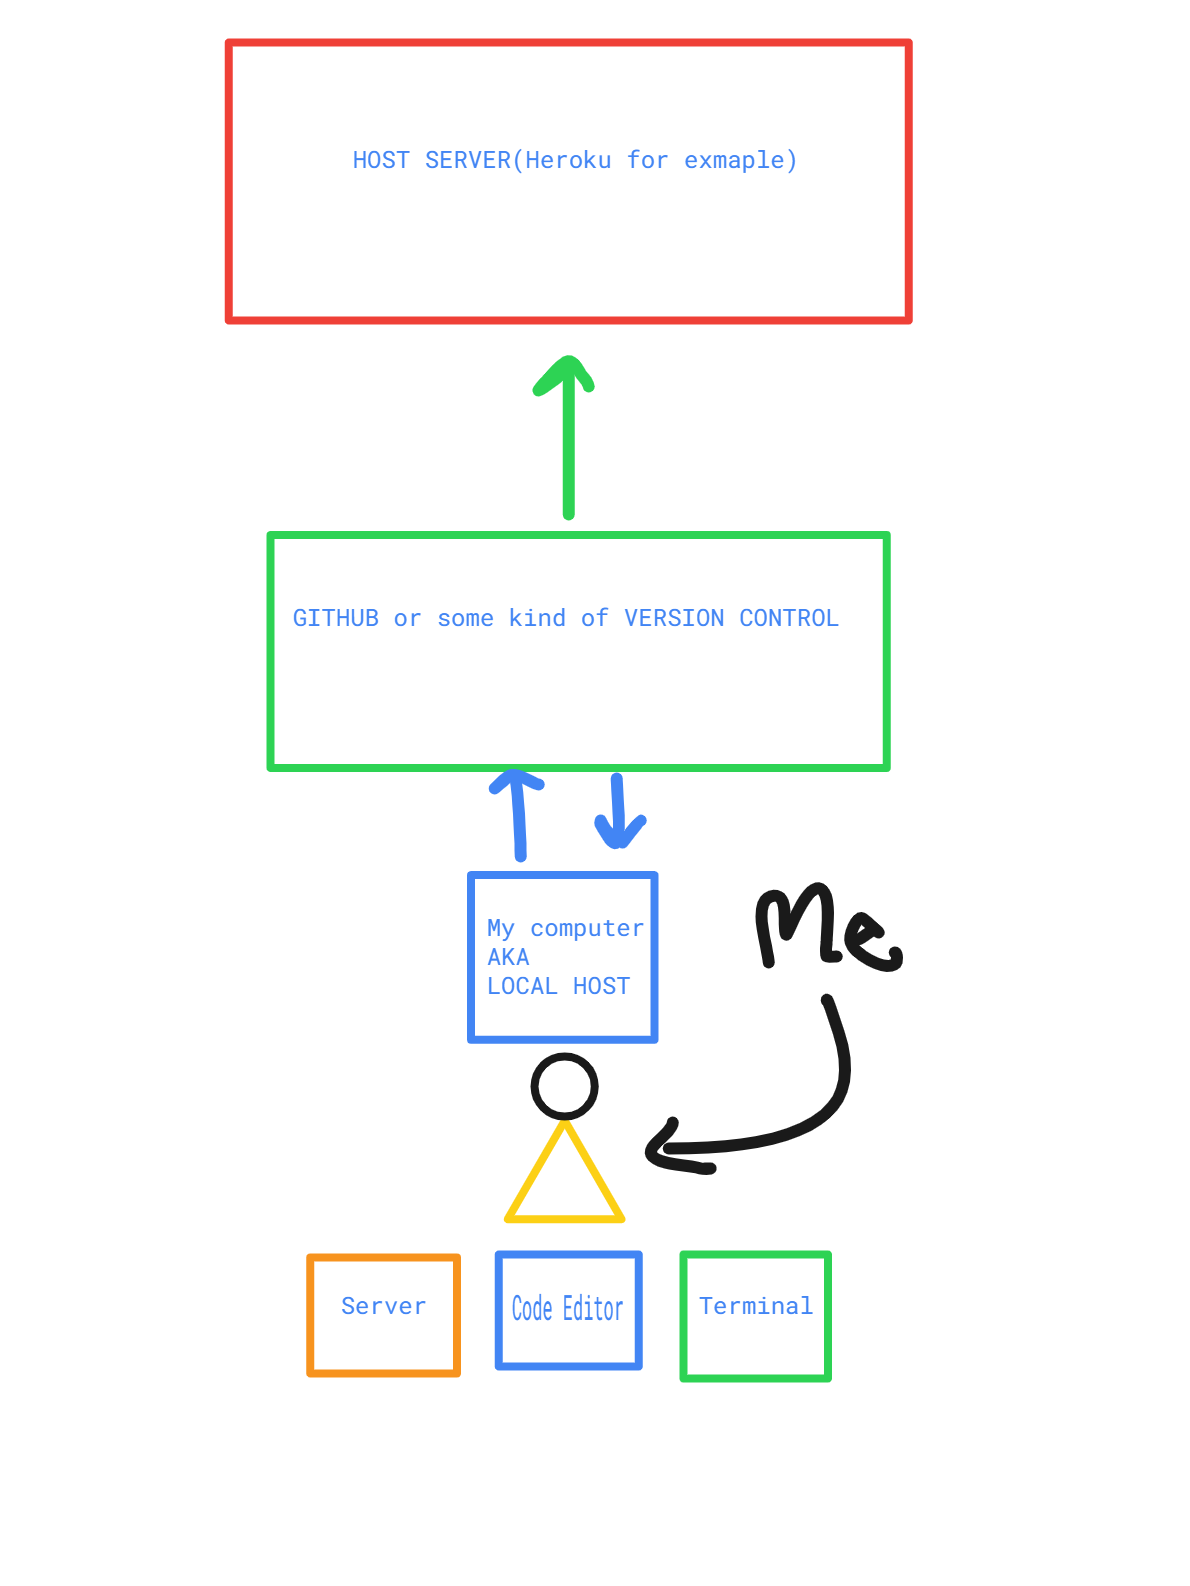 HOST SERVER(Heroku for exmaple)
GITHUB or some kind of VERSION CONTROL
My computer
AKA
LOCAL HOST
Me
Server
Code Editor
Terminal